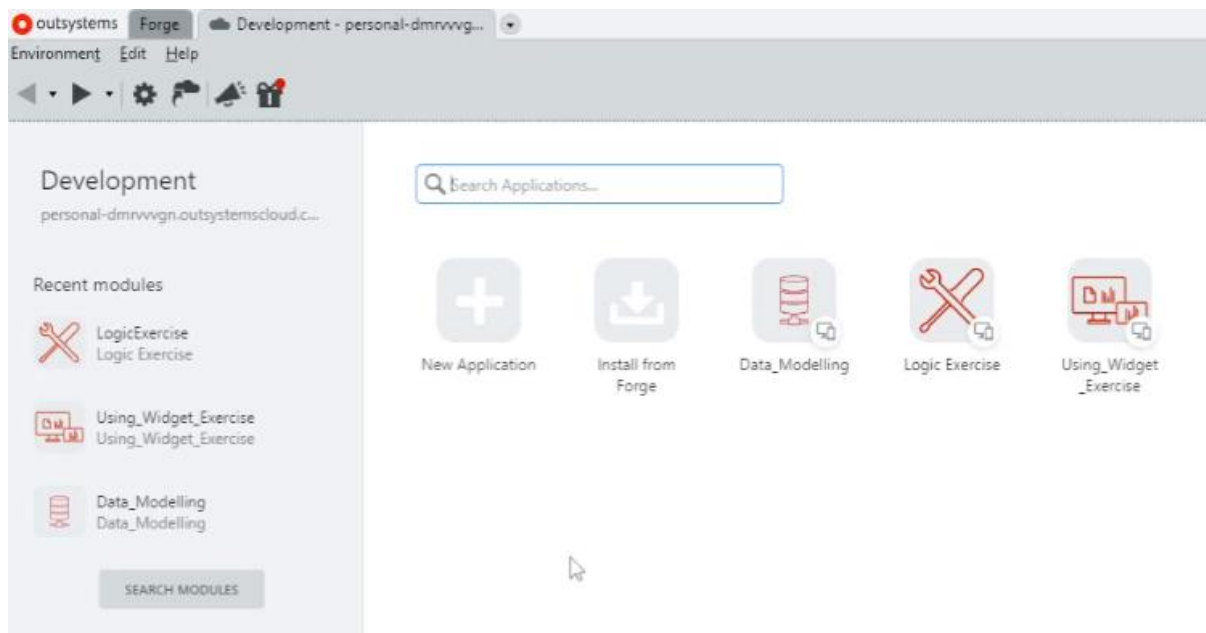 outsystems Forge Development - personal-dmrvvvg...
Environment Edit Help
Development
personal-dmrvvvgn.outsystemscloud.c...
Search Applications...
Recent modules
LogicExercise
Logic Exercise
Using_Widget_Exercise
Using_Widget_Exercise
Data_Modelling
Data_Modelling
SEARCH MODULES
New Application
Install from
Forge
Data_Modelling
Logic Exercise
Using_Widget
_Exercise